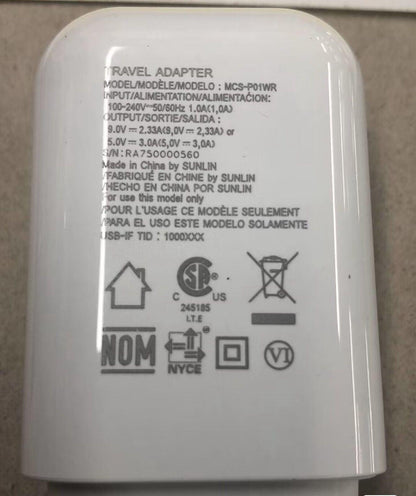 TRAVEL ADAPTER
MODEL/MODÈLE/MODELO : MCS-P01WR
INPUT/ALIMENTATION/ALIMENTACIÓN:
100-240V~50/60Hz 1.0A(1,0A)
OUTPUT/SORTIE/SALIDA :
9.0V⎓2.33A(9,0V⎓2,33A) or
5.0V⎓3.0A(5,0V⎓3,0A)
S/N: RA750000560
Made in China by SUNLIN
/FABRIQUÉ EN CHINE by SUNLIN
/HECHO EN CHINA POR SUNLIN
For use this model only
/POUR L'USAGE CE MODÈLE SEULEMENT
/PARA EL USO ESTE MODELO SOLAMENTE
USB-IF TID : 1000XXX
C SA US
245185
I.T.E
NOM
NYCE
VI